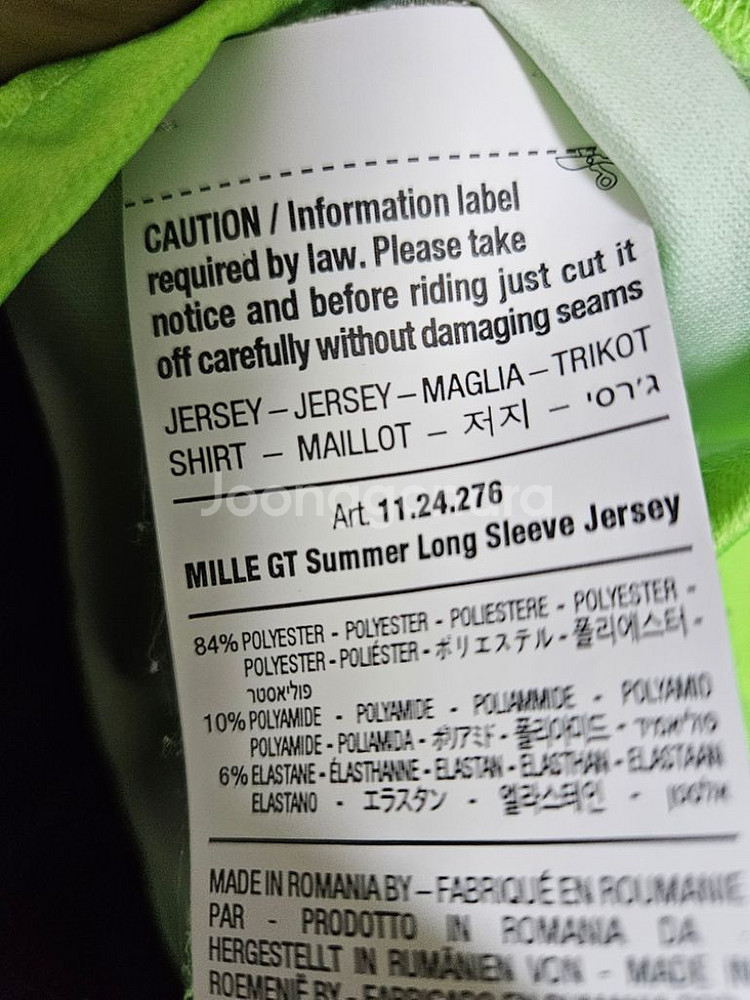 CAUTION / Information label
required by law. Please take
notice and before riding just cut it
off carefully without damaging seams
JERSEY – JERSEY – MAGLIA – TRIKOT
SHIRT – MAILLOT – 저지 – ג'רסי
Joonggonara
Art. 11.24.276
MILLE GT Summer Long Sleeve Jersey
84% POLYESTER - POLYESTER - POLIESTERE - POLYESTER -
POLYESTER - POLIÉSTER - ポリエステル - 폴리에스터 -
פוליאסטר
10% POLYAMIDE - POLYAMIDE - POLIAMMIDE - POLYAMID
POLYAMIDE - POLIAMIDA - ポリアミド - 폴리아미드 -
6% ELASTANE - ÉLASTHANNE - ELASTAN - ELASTHAN - ELASTAAN
ELASTANO - エラスタン - 엘라스테인 -
MADE IN ROMANIA BY – FABRIQUÉ EN ROUMANIE
PAR - PRODOTTO IN ROMANIA DA -
HERGESTELLT IN RUMÄNIEN VON - MADE IN
ROEMENIË BY - FABRICADO EN